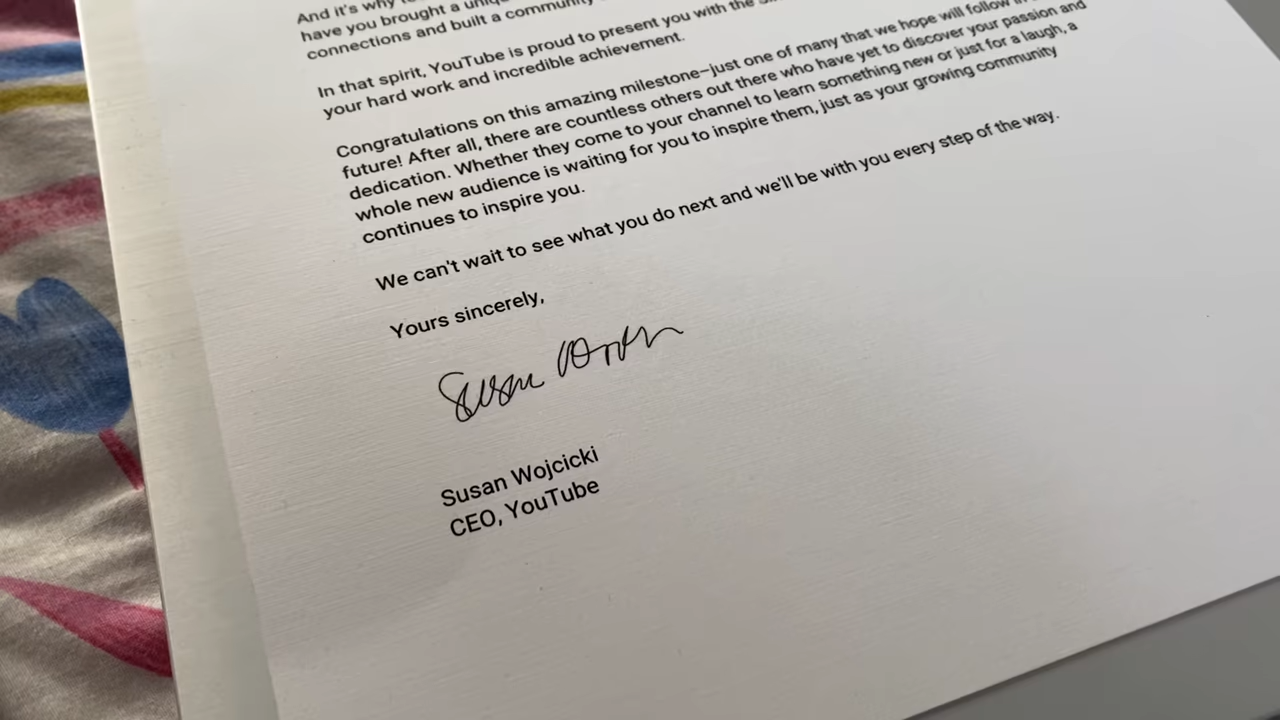 And it's why
have you brought a
connections and built a community
In that spirit, YouTube is proud to present you with the
your hard work and incredible achievement.
Congratulations on this amazing milestone—just one of many that we hope will follow in
future! After all, there are countless others out there who have yet to discover your passion and
dedication. Whether they come to your channel to learn something new or just for a laugh, a
whole new audience is waiting for you to inspire them, just as your growing community
continues to inspire you.
We can't wait to see what you do next and we'll be with you every step of the way.
Yours sincerely,
Susan
Susan Wojcicki
CEO, YouTube